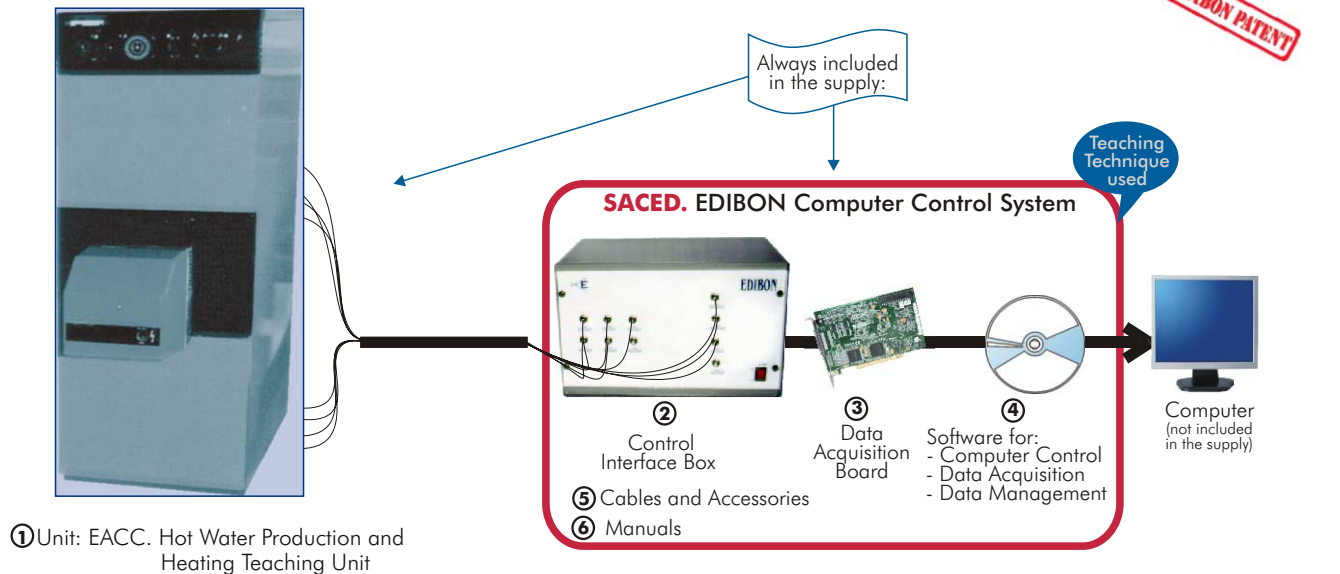 EDIBON PATENT
Always included
in the supply:
Teaching
Technique
used
SACED. EDIBON Computer Control System
EDIBON
②
Control
Interface Box
③
Data
Acquisition
Board
④
Software for:
- Computer Control
- Data Acquisition
- Data Management
Computer
(not included
in the supply)
⑤ Cables and Accessories
⑥ Manuals
① Unit: EACC. Hot Water Production and
Heating Teaching Unit